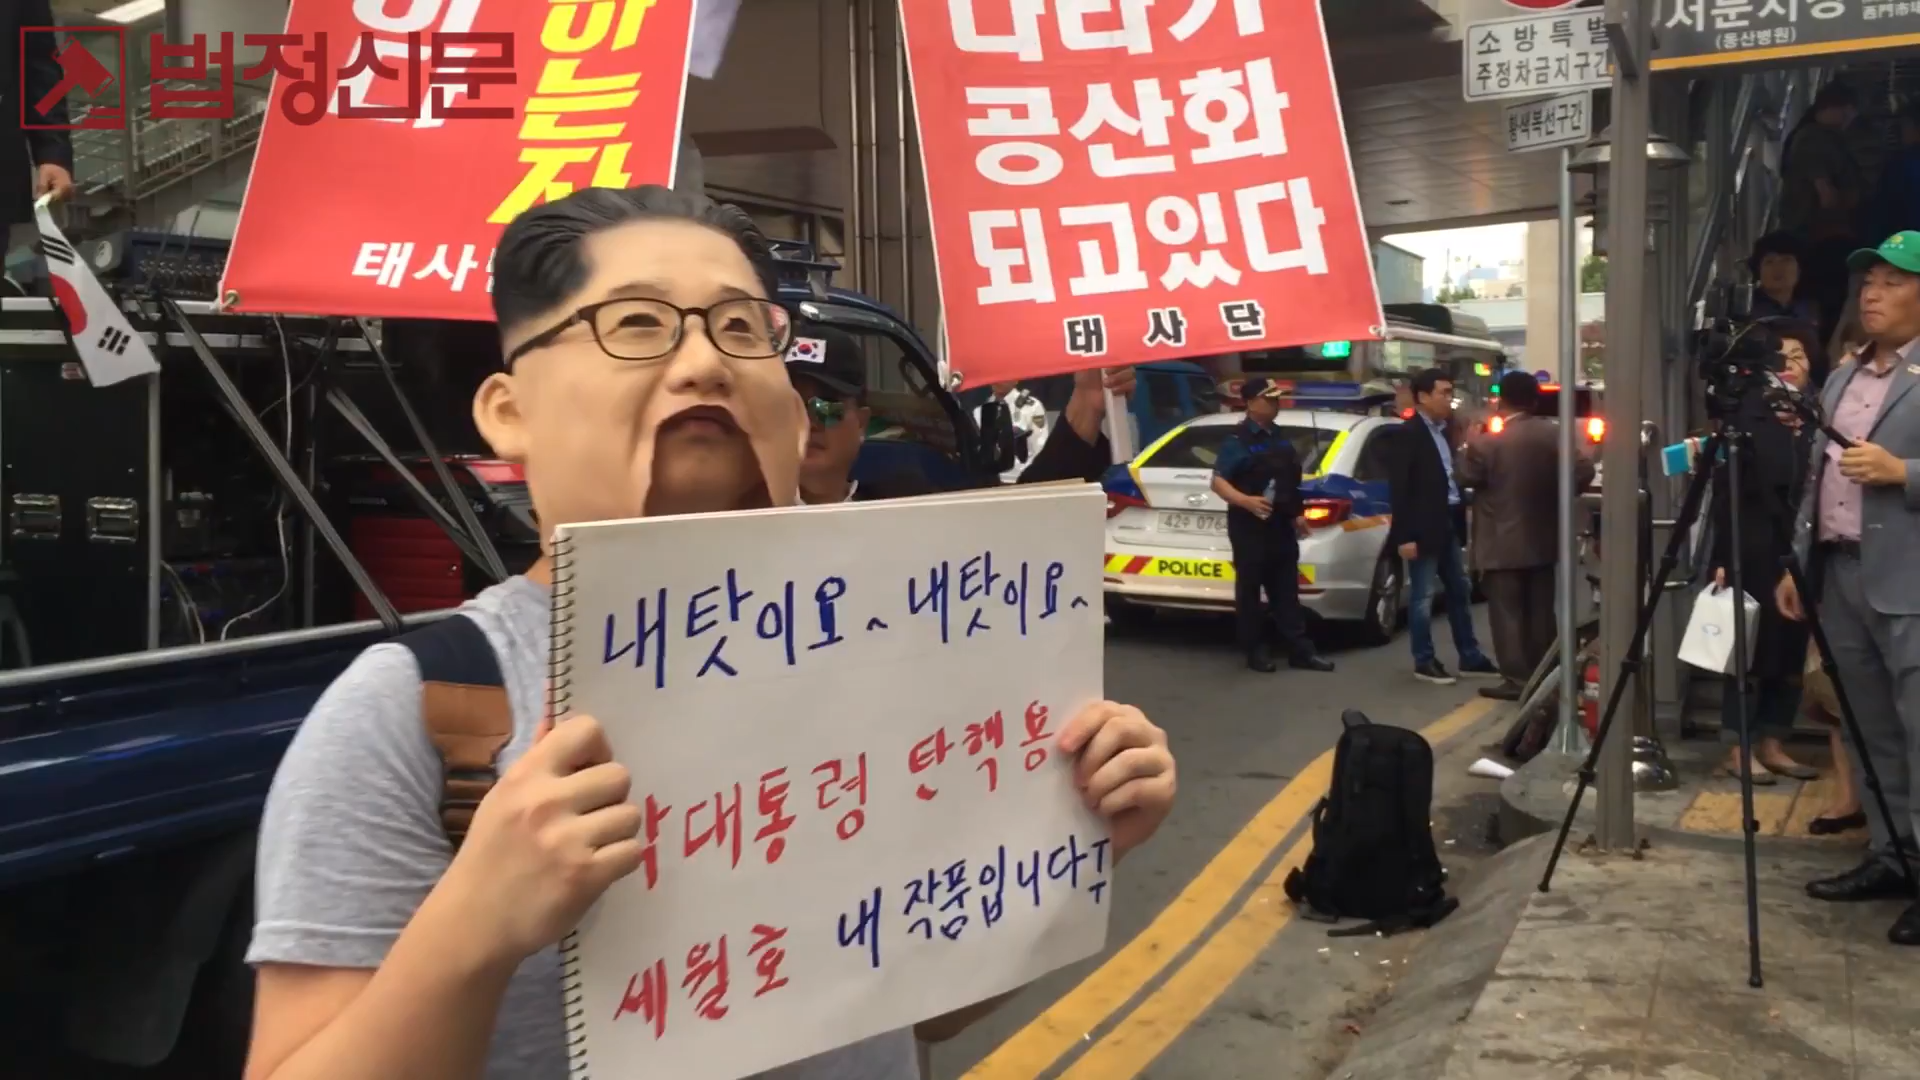 법정신문
하는
태사
나라가
공산화
되고있다
태사단
서문시장
(동산병원)
소방특별
주정차금지구간
황색복선구간
POLICE
내탓이오~ 내탓이요~
박대통령 탄핵용
세월호 내 작품입니다